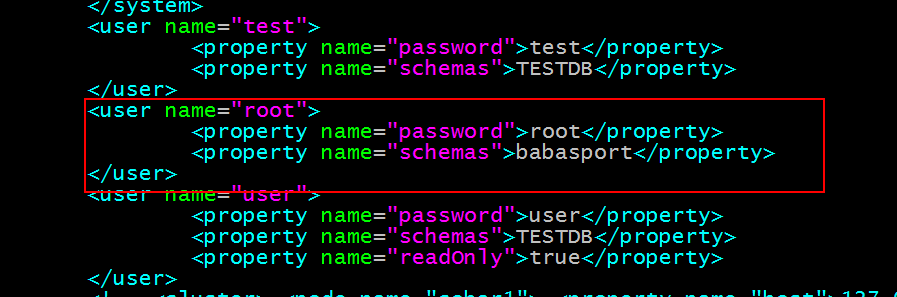 </system>
<user name="test">
<property name="password">test</property>
<property name="schemas">TESTDB</property>
</user>
<user name="root">
<property name="password">root</property>
<property name="schemas">babasport</property>
</user>
<user name="user">
<property name="password">user</property>
<property name="schemas">TESTDB</property>
<property name="readOnly">true</property>
</user>